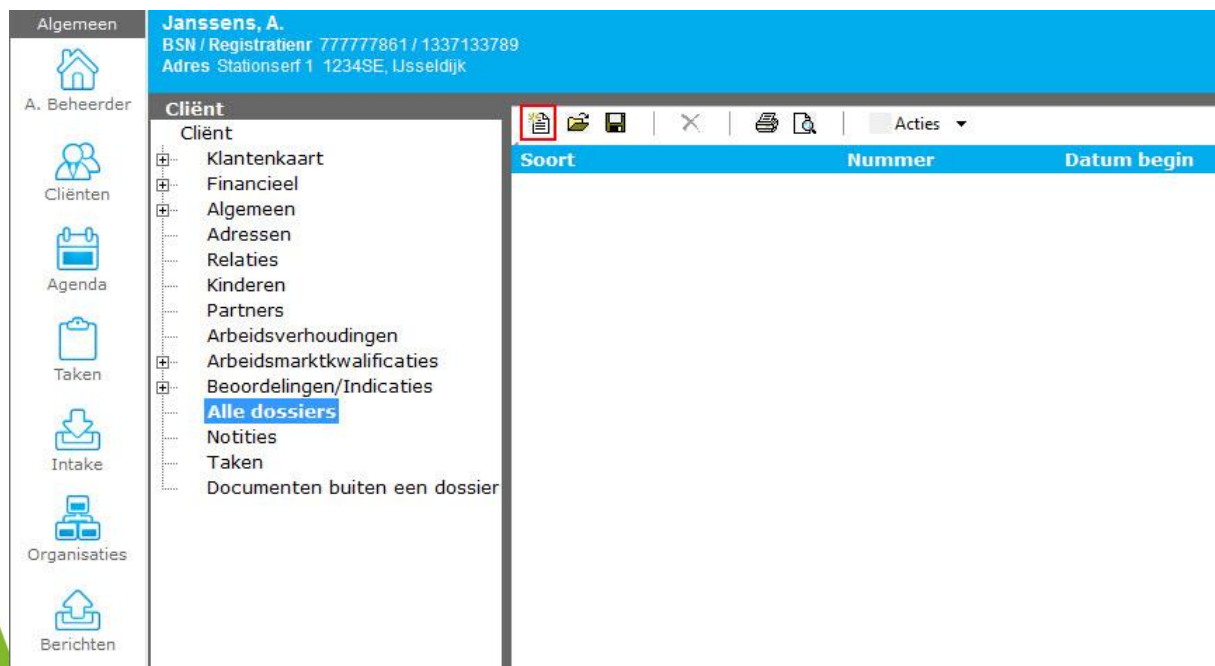 Algemeen
A. Beheerder
Cliënten
Agenda
Taken
Intake
Organisaties
Berichten
Janssens, A.
BSN / Registratienr 777777861 / 1337133789
Adres Stationserf 1 1234SE, IJsseldijk
Cliënt
Cliënt
Klantenkaart
Financieel
Algemeen
Adressen
Relaties
Kinderen
Partners
Arbeidsverhoudingen
Arbeidsmarktkwalificaties
Beoordelingen/Indicaties
Alle dossiers
Notities
Taken
Documenten buiten een dossier
Acties
Soort Nummer Datum begin